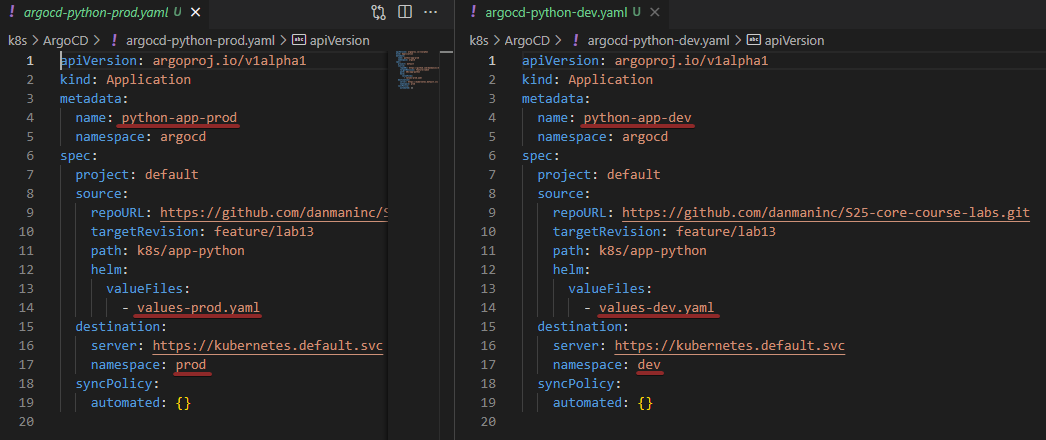 argocd-python-prod.yaml U
k8s > ArgoCD > argocd-python-prod.yaml > apiVersion
1 apiVersion: argoproj.io/v1alpha1
2 kind: Application
3 metadata:
4 name: python-app-prod
5 namespace: argocd
6 spec:
7 project: default
8 source:
9 repoURL: https://github.com/danmaninc/S
10 targetRevision: feature/lab13
11 path: k8s/app-python
12 helm:
13 valueFiles:
14 - values-prod.yaml
15 destination:
16 server: https://kubernetes.default.svc
17 namespace: prod
18 syncPolicy:
19 automated: {}
20
argocd-python-dev.yaml U
k8s > ArgoCD > argocd-python-dev.yaml > apiVersion
1 apiVersion: argoproj.io/v1alpha1
2 kind: Application
3 metadata:
4 name: python-app-dev
5 namespace: argocd
6 spec:
7 project: default
8 source:
9 repoURL: https://github.com/danmaninc/S25-core-course-labs.git
10 targetRevision: feature/lab13
11 path: k8s/app-python
12 helm:
13 valueFiles:
14 - values-dev.yaml
15 destination:
16 server: https://kubernetes.default.svc
17 namespace: dev
18 syncPolicy:
19 automated: {}
20